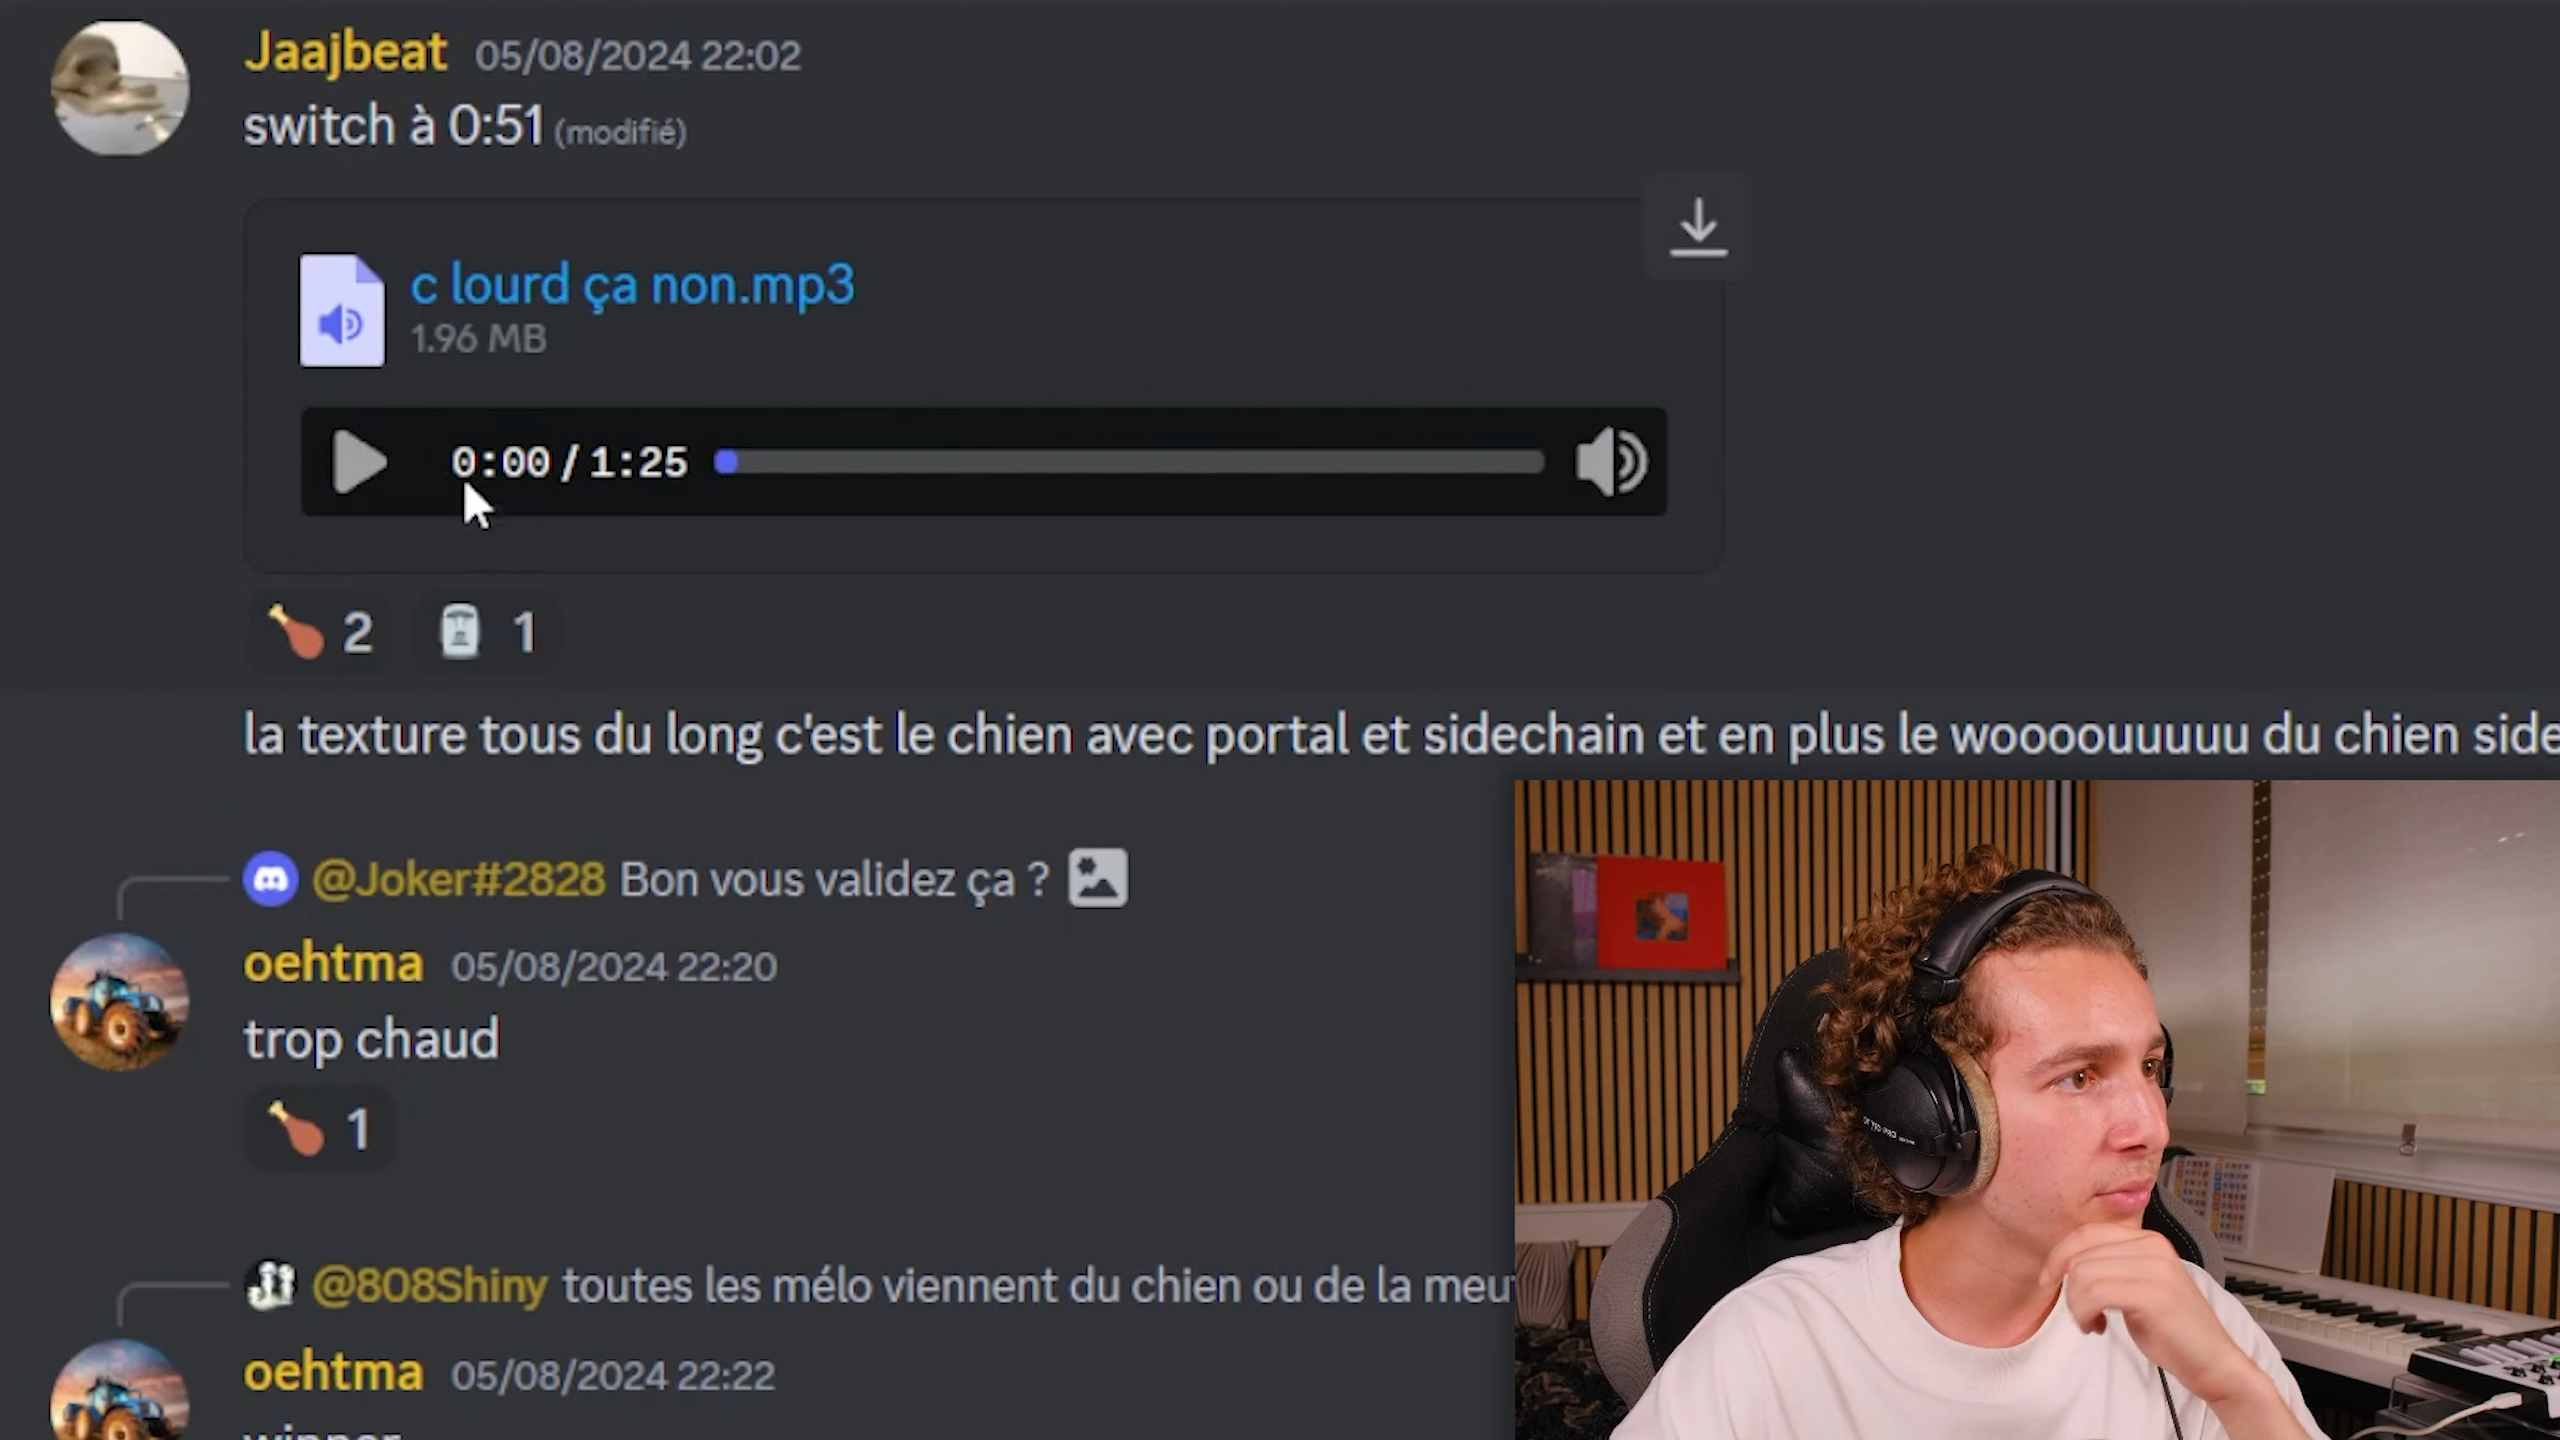 Jaajbeat 05/08/2024 22:02
switch à 0:51 (modifié)
c lourd ça non.mp3
1.96 MB
0:00 / 1:25
2 1
la texture tous du long c'est le chien avec portal et sidechain et en plus le woooouuuuu du chien side
@Joker#2828 Bon vous validez ça ?
oehtma 05/08/2024 22:20
trop chaud
1
@808Shiny toutes les mélo viennent du chien ou de la meu
oehtma 05/08/2024 22:22
winner